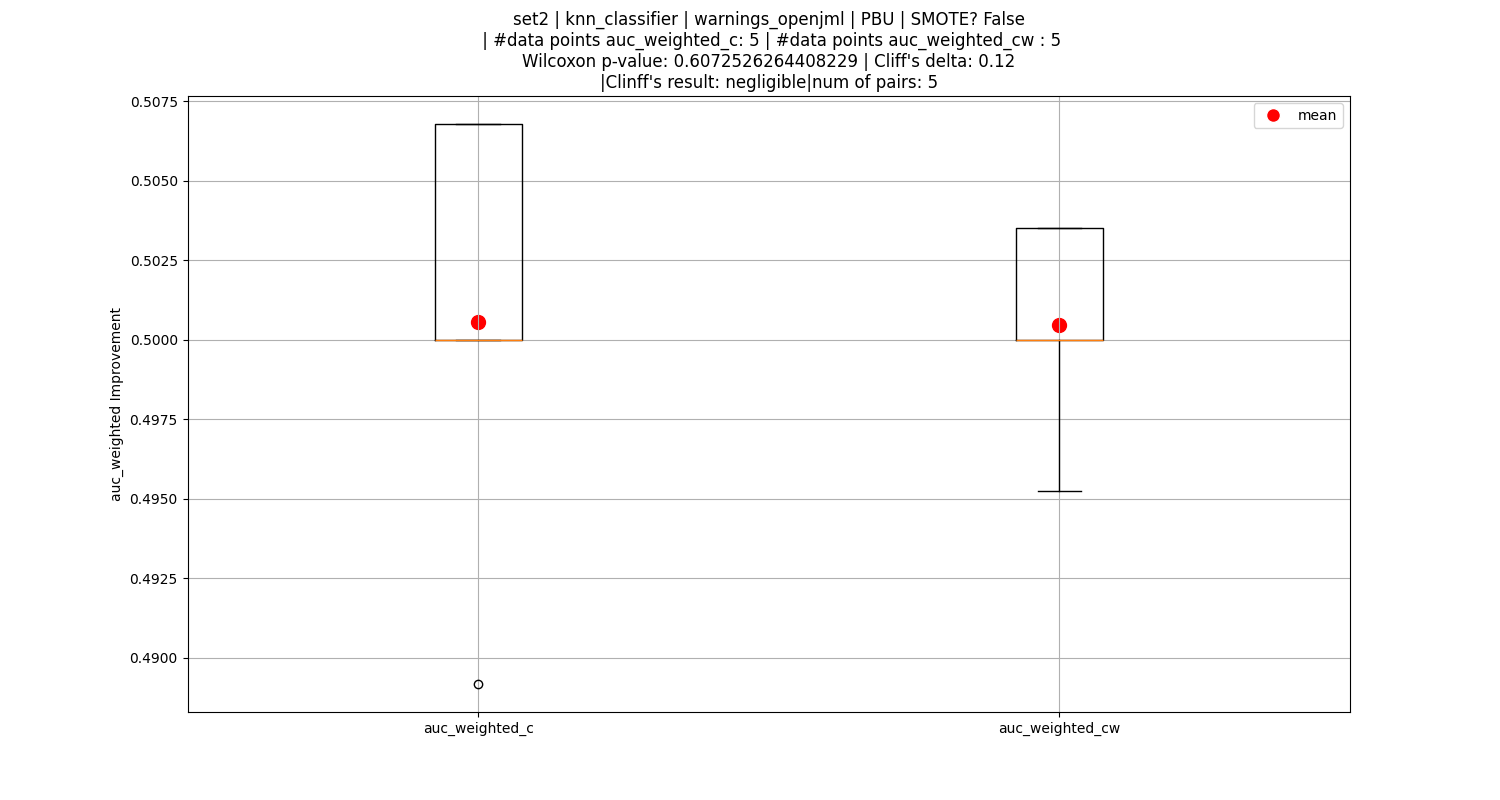 set2 | knn_classifier | warnings_openjml | PBU | SMOTE? False
| #data points auc_weighted_c: 5 | #data points auc_weighted_cw : 5
Wilcoxon p-value: 0.6072526264408229 | Cliff's delta: 0.12
|Clinff's result: negligible|num of pairs: 5
mean
auc_weighted Improvement
0.5075
0.5050
0.5025
0.5000
0.4975
0.4950
0.4925
0.4900
auc_weighted_c
auc_weighted_cw